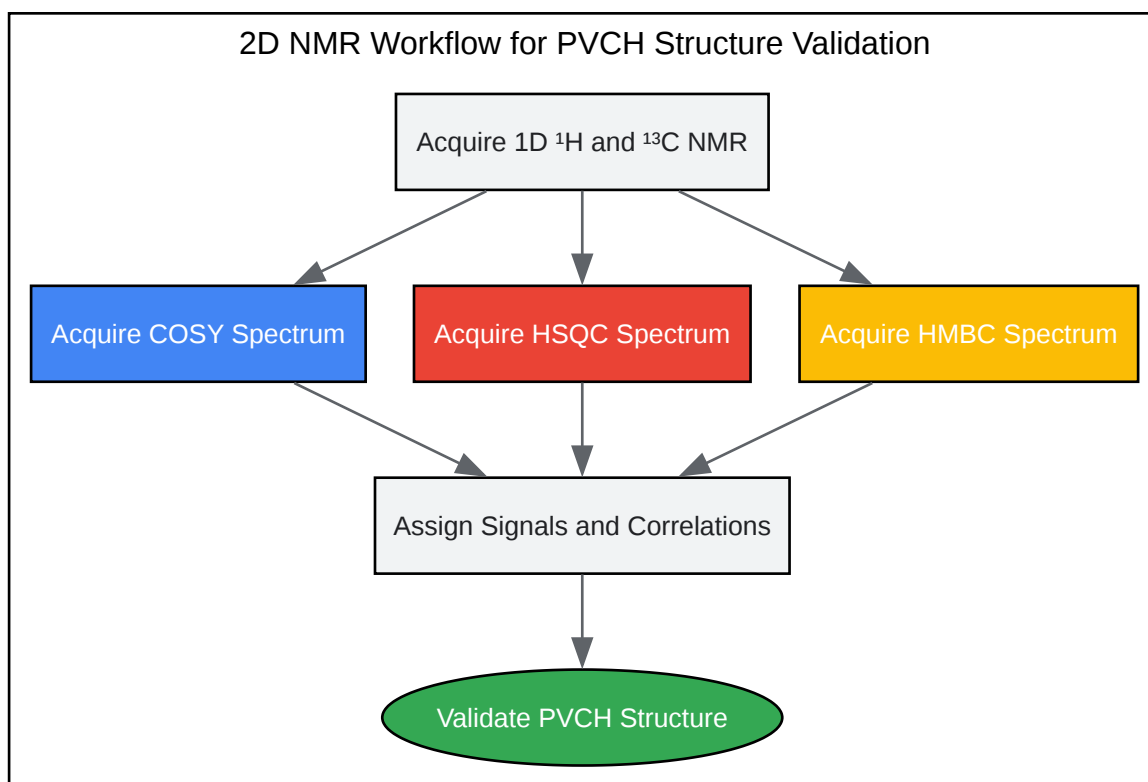 2D NMR Workflow for PVCH Structure Validation
Acquire 1D ¹H and ¹³C NMR
Acquire COSY Spectrum
Acquire HSQC Spectrum
Acquire HMBC Spectrum
Assign Signals and Correlations
Validate PVCH Structure